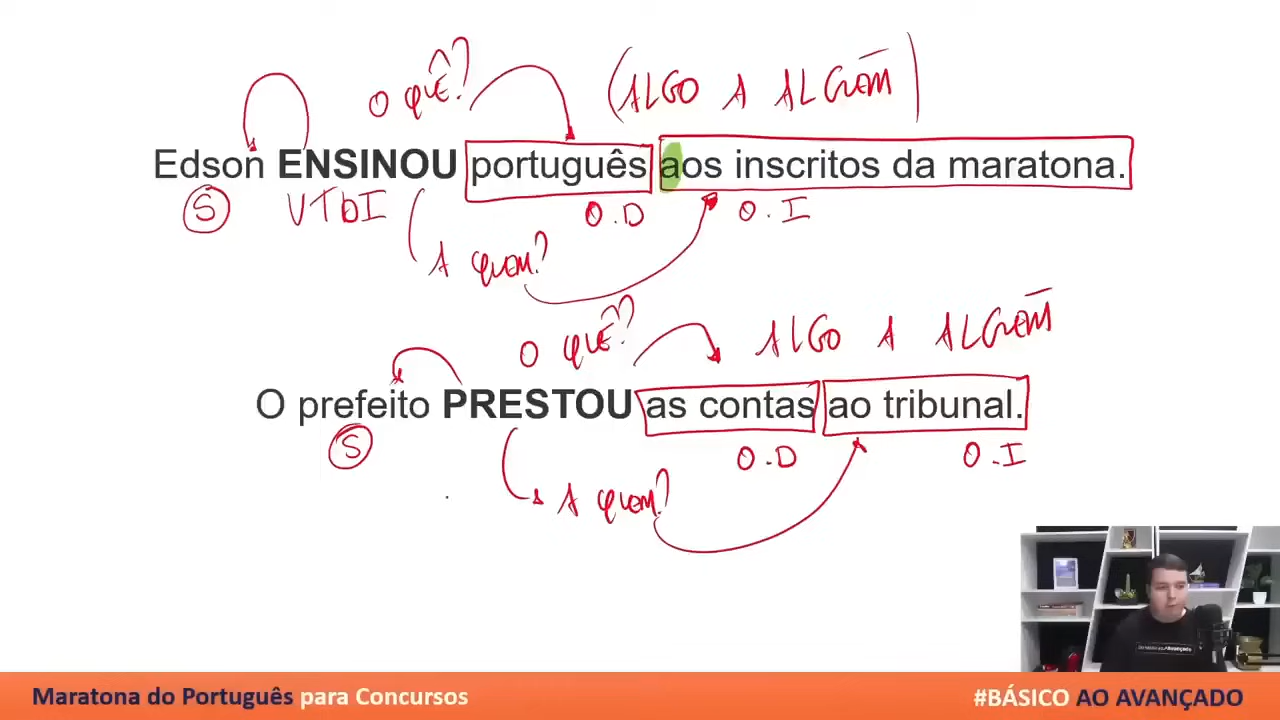 O QUÊ? (ALGO A ALGUÉM)
Edson ENSINOU português aos inscritos da maratona.
S VTDI O.D O.I
A QUEM?
O QUÊ? ALGO A ALGUÉM
O prefeito PRESTOU as contas ao tribunal.
S O.D O.I
A QUEM?
Maratona do Português para Concursos #BÁSICO AO AVANÇADO